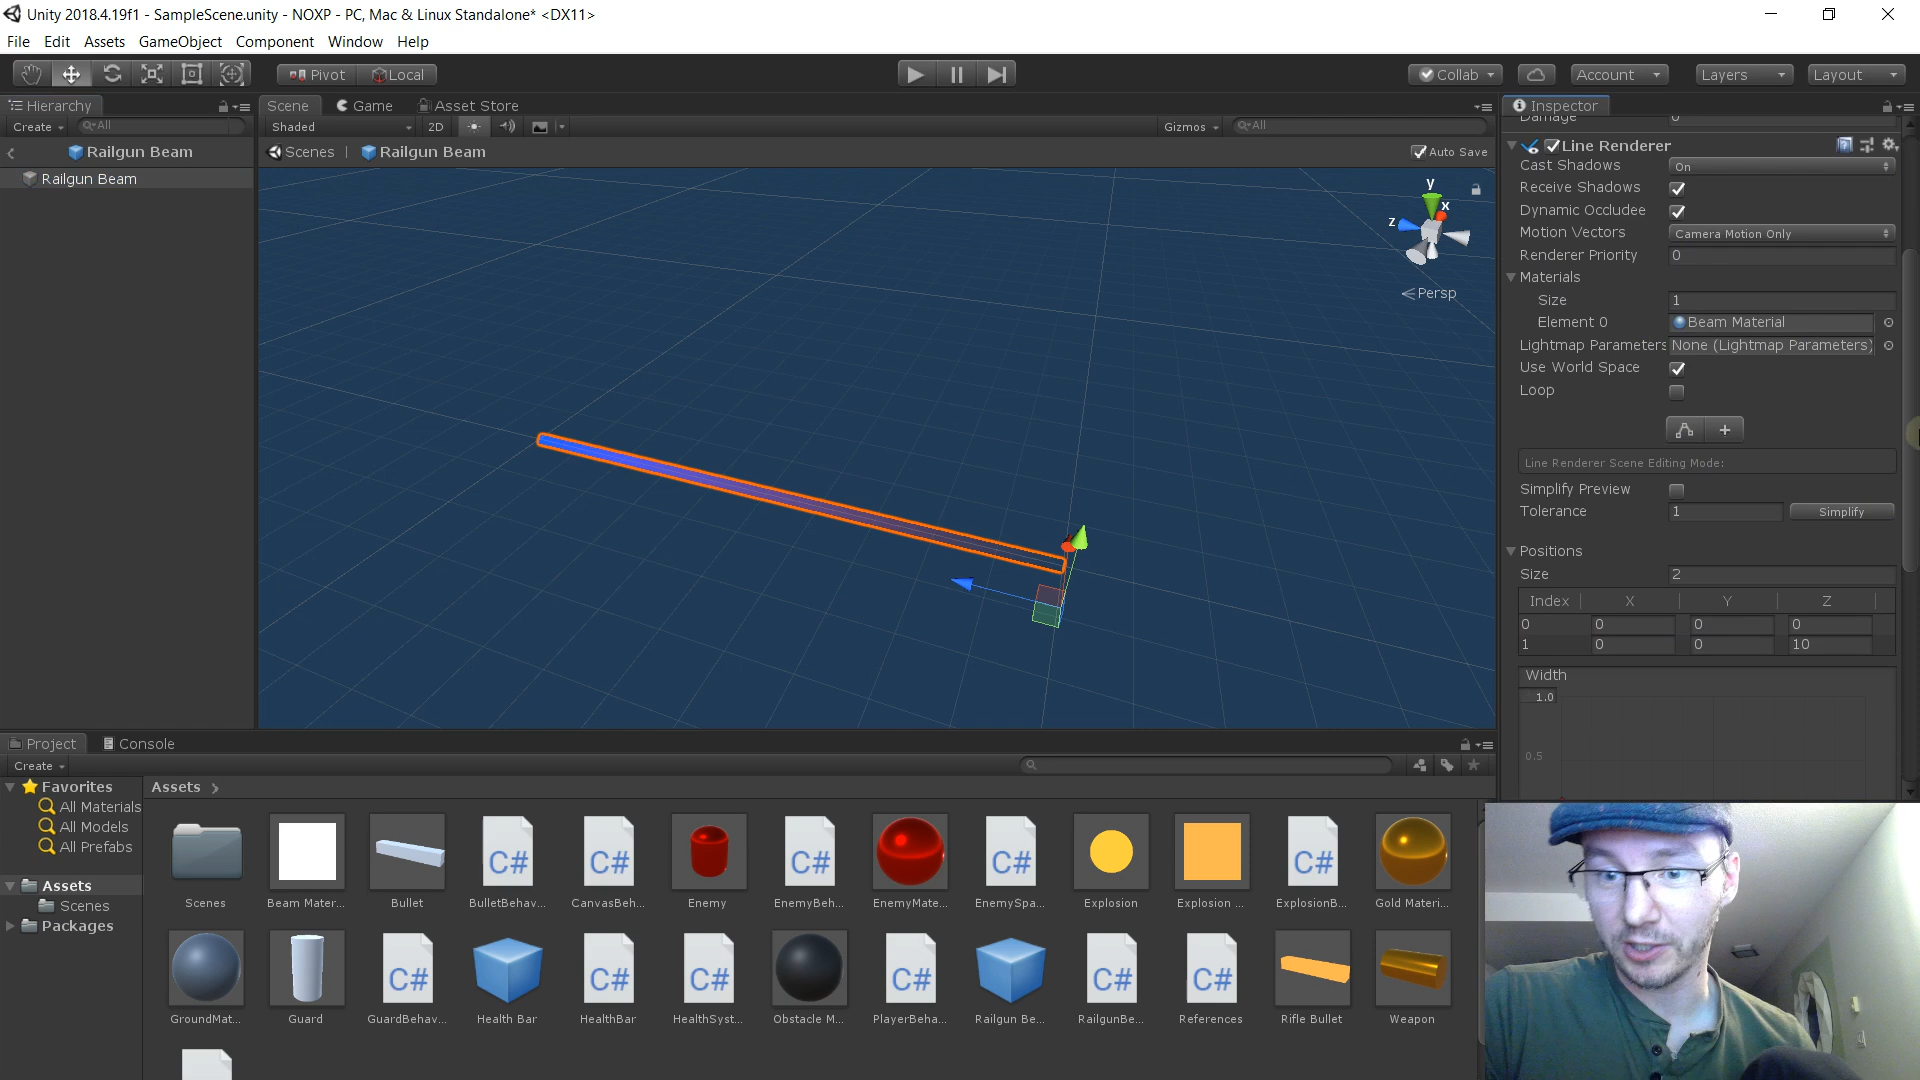 Unity 2018.4.19f1 - SampleScene.unity - NOXP - PC, Mac & Linux Standalone* <DX11>
File Edit Assets GameObject Component Window Help
Pivot Local Collab Account Layers Layout
Hierarchy Scene Game Asset Store Inspector
Create All Shaded 2D Gizmos All
Railgun Beam Scenes Railgun Beam Auto Save
Railgun Beam
y
x
z
Persp
Damage 0
Line Renderer
Cast Shadows On
Receive Shadows
Dynamic Occludee
Motion Vectors Camera Motion Only
Renderer Priority 0
Materials
Size 1
Element 0 Beam Material
Lightmap Parameters None (Lightmap Parameters)
Use World Space
Loop
Line Renderer Scene Editing Mode:
Simplify Preview
Tolerance 1 Simplify
Positions
Size 2
Index X Y Z
0 0 0 0
1 0 0 10
Width
1.0
0.5
Project Console
Create
Favorites
All Materials
All Models
All Prefabs
Assets
Scenes
Packages
Assets
C# C# C# C# C#
Scenes Beam Mater... Bullet BulletBehav... CanvasBeh... Enemy EnemyBeh... EnemyMate... EnemySpa... Explosion Explosion ... ExplosionB... Gold Materi...
C# C# C# C# C# C#
GroundMat... Guard GuardBehav... Health Bar HealthBar HealthSyst... Obstacle M... PlayerBeha... Railgun Be... RailgunBe... References Rifle Bullet Weapon